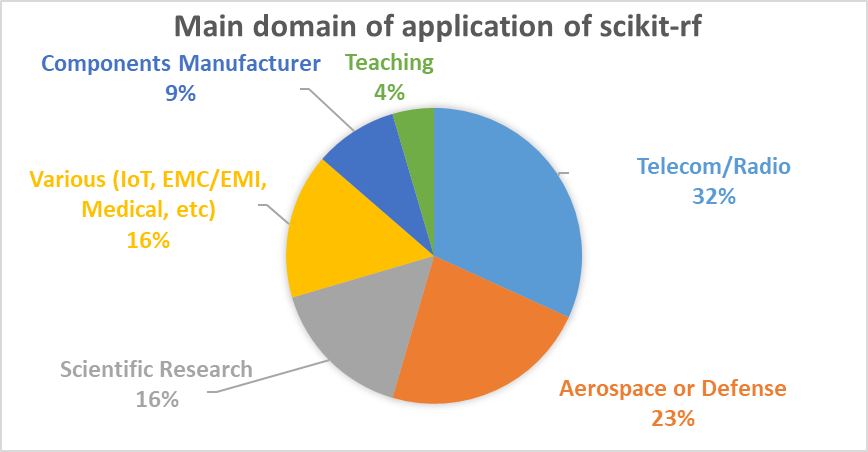 Main domain of application of scikit-rf
Components Manufacturer
9%
Teaching
4%
Telecom/Radio
32%
Various (IoT, EMC/EMI,
Medical, etc)
16%
Scientific Research
16%
Aerospace or Defense
23%